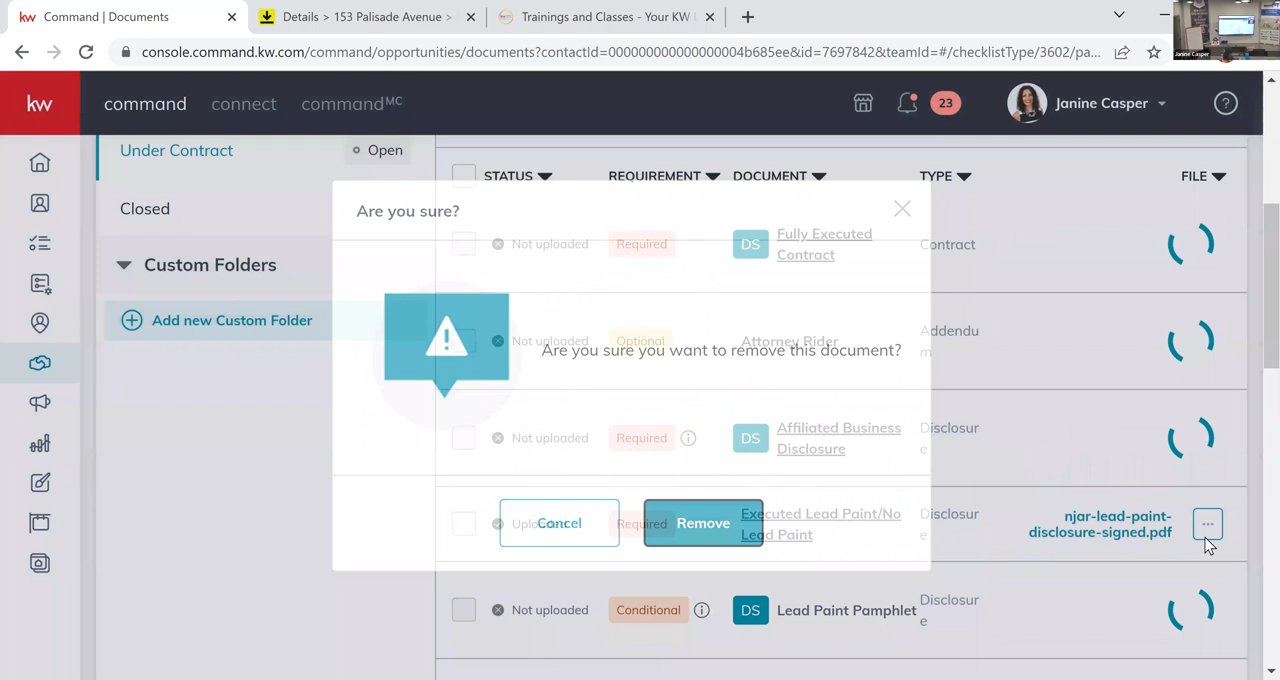 Command | Documents
Details > 153 Palisade Avenue >
Trainings and Classes - Your KW
console.command.kw.com/command/opportunities/documents?contactId=000000000000000004b685ee&id=7697842&teamId=#/checklistType/3602/pa...
Janine Casper
kw
command
connect
commandMC
23
Janine Casper
Under Contract
Open
Closed
Custom Folders
Add new Custom Folder
STATUS
REQUIREMENT
DOCUMENT
TYPE
FILE
Are you sure?
Not uploaded
Required
DS
Fully Executed
Contract
Contract
Not uploaded
Optional
Attorney Rider
Addendu
m
Are you sure you want to remove this document?
Not uploaded
Required
DS
Affiliated Business
Disclosure
Disclosur
e
Required
Executed Lead Paint/No
Lead Paint
Disclosur
e
njar-lead-paint-
disclosure-signed.pdf
Cancel
Remove
Not uploaded
Conditional
DS
Lead Paint Pamphlet
Disclosur
e